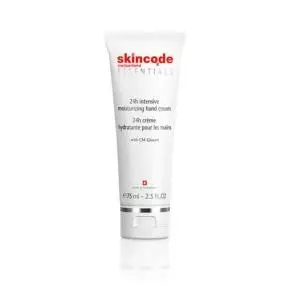 skincode
switzerland
ESSENTIALS
24h intensive
moisturizing hand cream
24h crème
hydratante pour les mains
with CM-Glucan
e 75 ml - 2.5 fl.oz